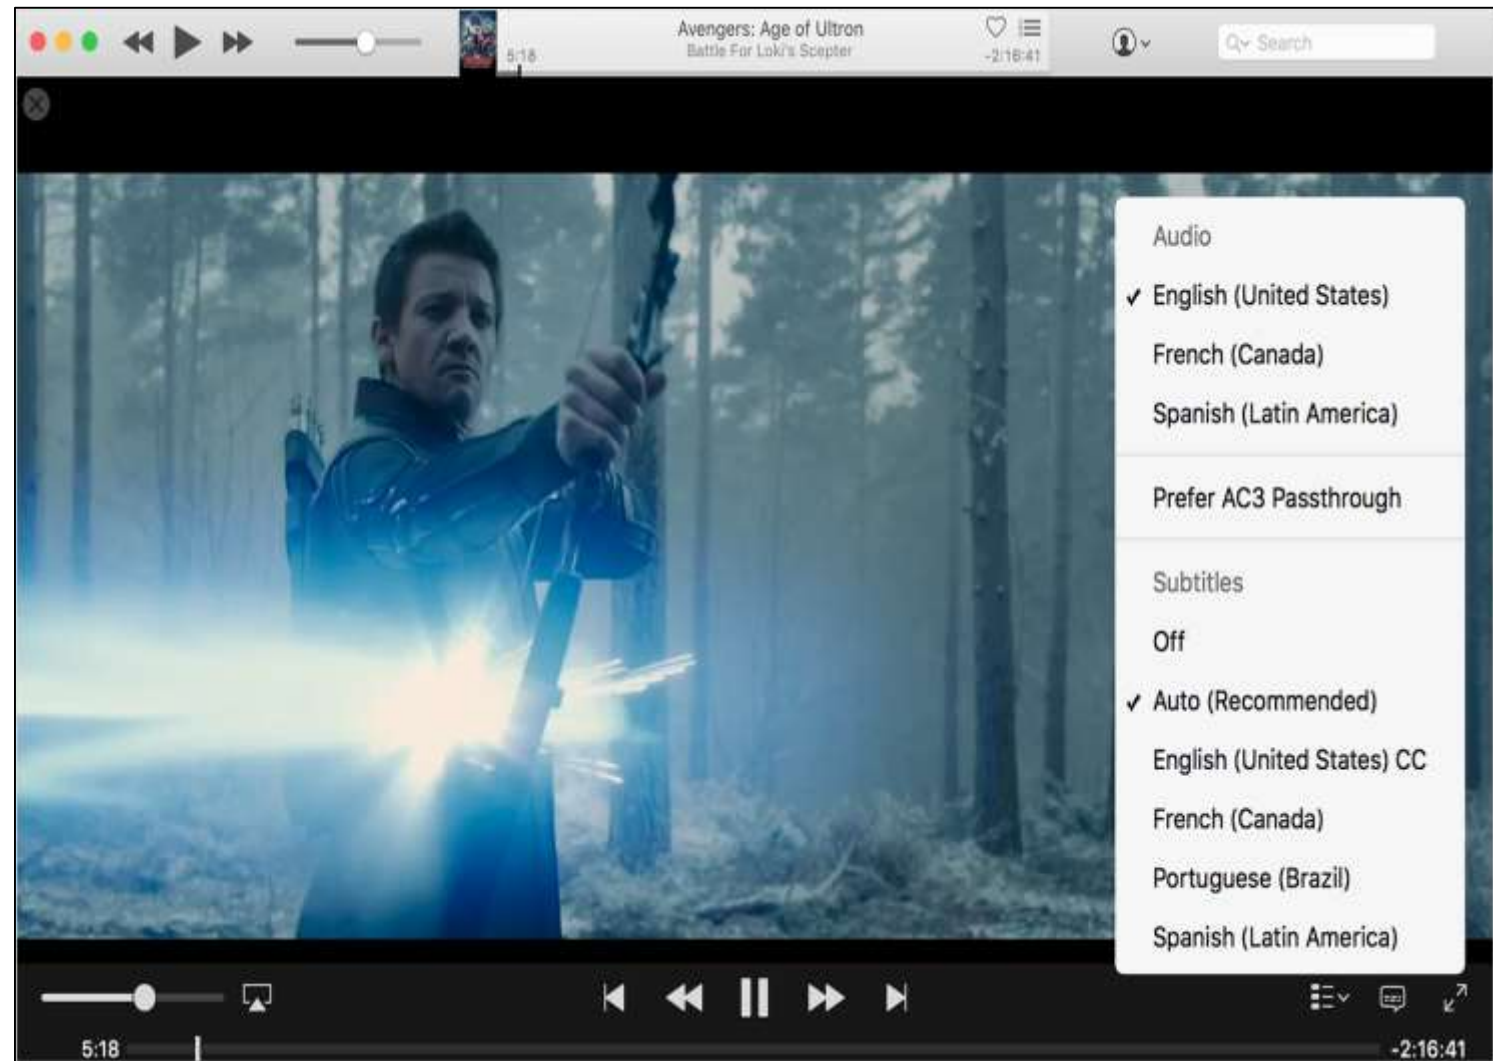 Avengers: Age of Ultron
Battle For Loki's Scepter
5:18
-2:16:41
Search
Audio
✓ English (United States)
French (Canada)
Spanish (Latin America)
Prefer AC3 Passthrough
Subtitles
Off
✓ Auto (Recommended)
English (United States) CC
French (Canada)
Portuguese (Brazil)
Spanish (Latin America)
5:18
-2:16:41